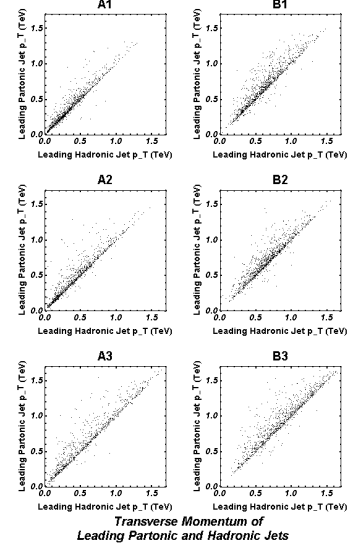 A1
B1
Leading Partonic Jet p_T (TeV)
1.5
1.0
0.5
0.0
0.0 0.5 1.0 1.5
Leading Hadronic Jet p_T (TeV)
Leading Partonic Jet p_T (TeV)
1.5
1.0
0.5
0.0
0.0 0.5 1.0 1.5
Leading Hadronic Jet p_T (TeV)
A2
B2
Leading Partonic Jet p_T (TeV)
1.5
1.0
0.5
0.0
0.0 0.5 1.0 1.5
Leading Hadronic Jet p_T (TeV)
Leading Partonic Jet p_T (TeV)
1.5
1.0
0.5
0.0
0.0 0.5 1.0 1.5
Leading Hadronic Jet p_T (TeV)
A3
B3
Leading Partonic Jet p_T (TeV)
1.5
1.0
0.5
0.0
0.0 0.5 1.0 1.5
Leading Hadronic Jet p_T (TeV)
Leading Partonic Jet p_T (TeV)
1.5
1.0
0.5
0.0
0.0 0.5 1.0 1.5
Leading Hadronic Jet p_T (TeV)
Transverse Momentum of
Leading Partonic and Hadronic Jets